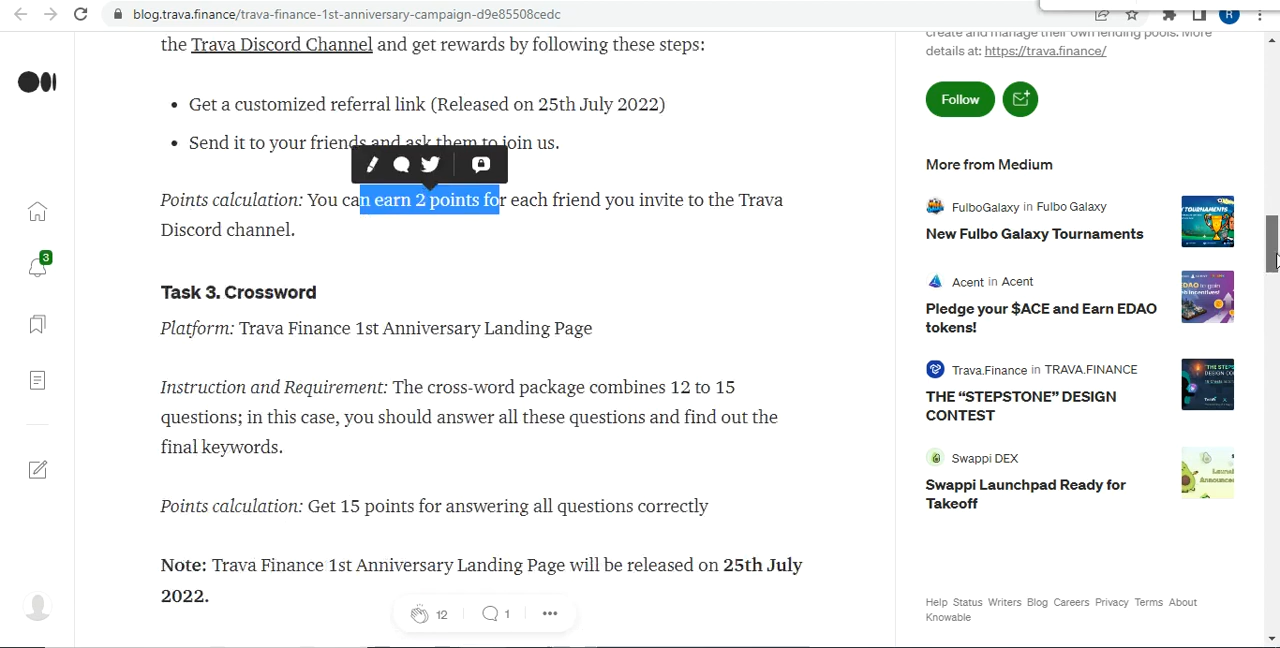 blog.trava.finance/trava-finance-1st-anniversary-campaign-d9e85508cedc
R
the Trava Discord Channel and get rewards by following these steps:
Get a customized referral link (Released on 25th July 2022)
Send it to your friends and ask them to join us.
Points calculation: You can earn 2 points for each friend you invite to the Trava
Discord channel.
Task 3. Crossword
Platform: Trava Finance 1st Anniversary Landing Page
Instruction and Requirement: The cross-word package combines 12 to 15
questions; in this case, you should answer all these questions and find out the
final keywords.
Points calculation: Get 15 points for answering all questions correctly
Note: Trava Finance 1st Anniversary Landing Page will be released on 25th July
2022.
12
1
3
create and manage their own lending pools. More
details at: https://trava.finance/
Follow
More from Medium
FulboGalaxy in Fulbo Galaxy
New Fulbo Galaxy Tournaments
Acent in Acent
Pledge your $ACE and Earn EDAO
tokens!
Trava.Finance in TRAVA.FINANCE
THE “STEPSTONE” DESIGN
CONTEST
Swappi DEX
Swappi Launchpad Ready for
Takeoff
Help Status Writers Blog Careers Privacy Terms About
Knowable